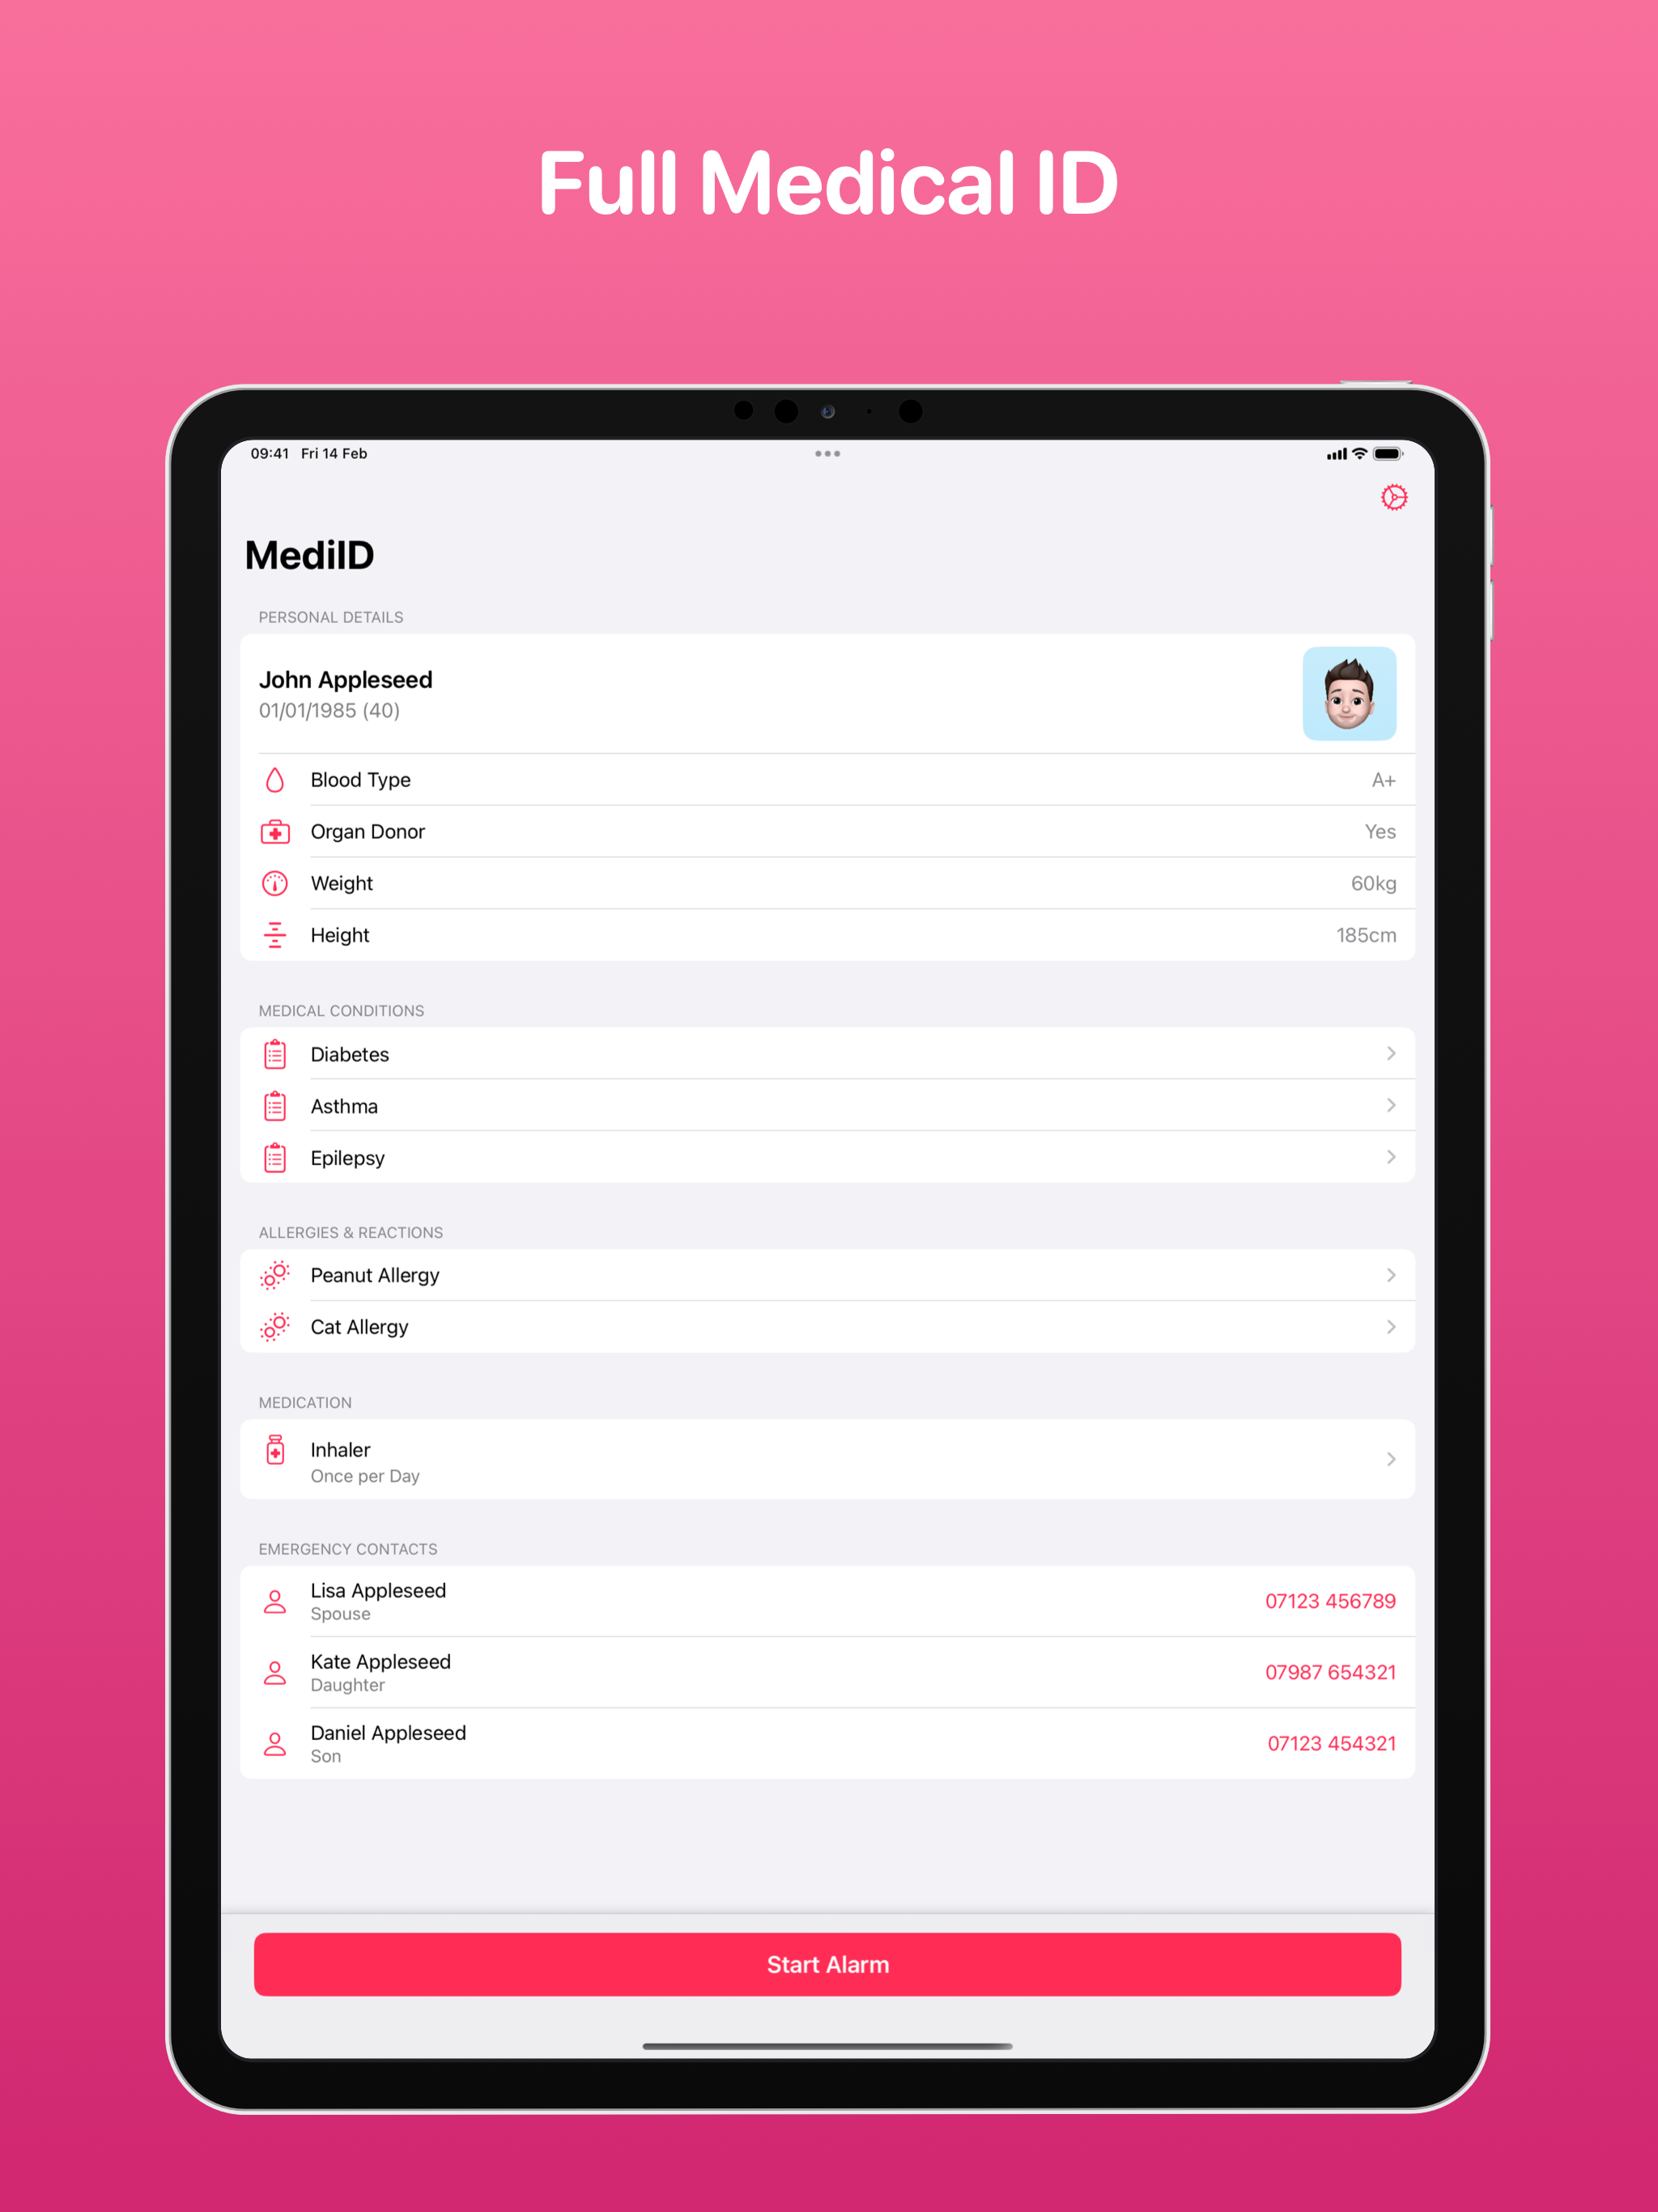 Full Medical ID
09:41 Fri 14 Feb
MediID
PERSONAL DETAILS
John Appleseed
01/01/1985 (40)
Blood Type A+
Organ Donor Yes
Weight 60kg
Height 185cm
MEDICAL CONDITIONS
Diabetes
Asthma
Epilepsy
ALLERGIES & REACTIONS
Peanut Allergy
Cat Allergy
MEDICATION
Inhaler
Once per Day
EMERGENCY CONTACTS
Lisa Appleseed
Spouse
07123 456789
Kate Appleseed
Daughter
07987 654321
Daniel Appleseed
Son
07123 454321
Start Alarm